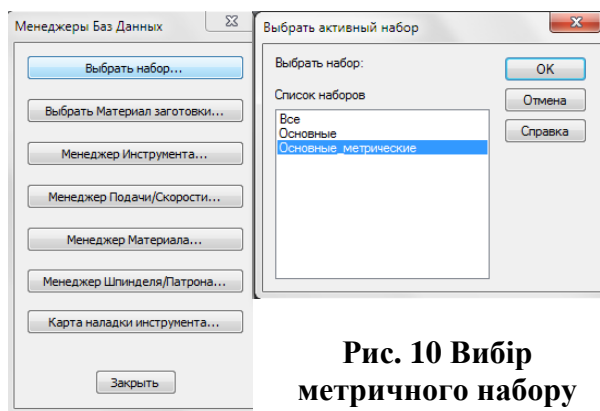 Менеджеры Баз Данных
Выбрать набор...
Выбрать Материал заготовки...
Менеджер Инструмента...
Менеджер Подачи/Скорости...
Менеджер Материала...
Менеджер Шпинделя/Патрона...
Карта наладки инструмента...
Закрыть
Выбрать активный набор
Выбрать набор:
Список наборов
Все
Основные
Основные_метрические
OK
Отмена
Справка
Рис. 10 Вибір
метричного набору